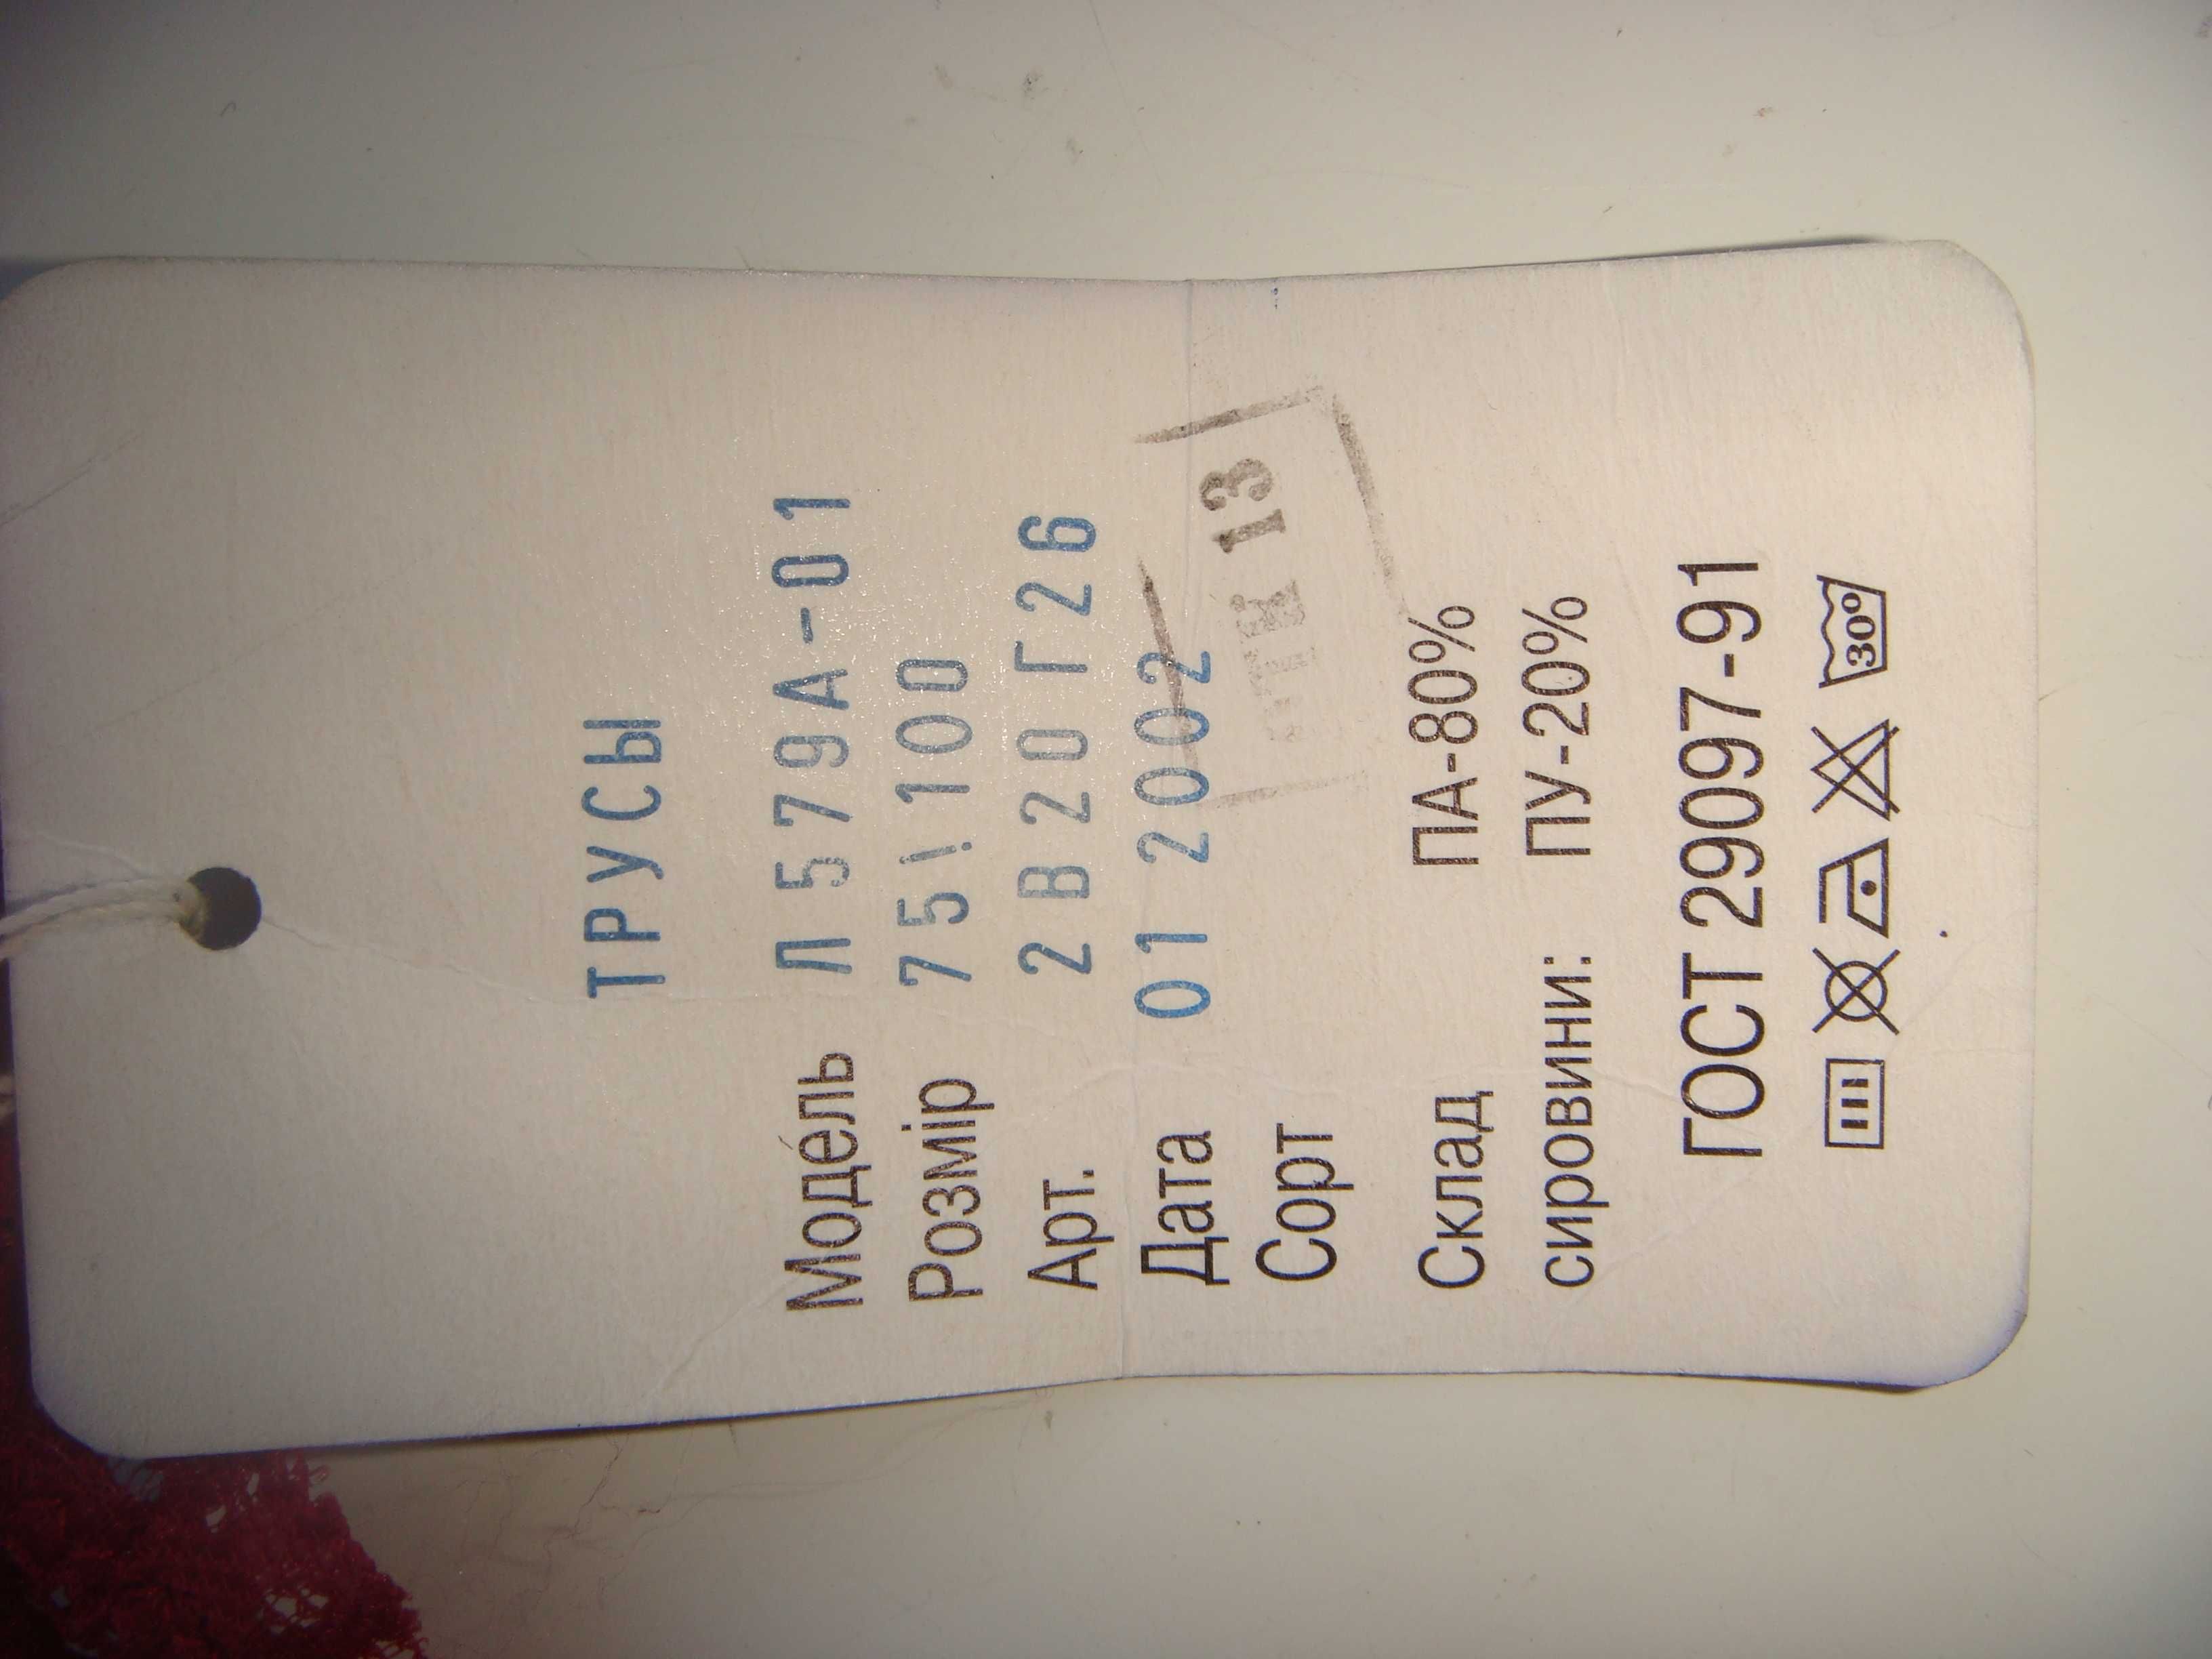 ТРУСЫ
Модель Л 579А-01
Розмір 75\100
Арт. 2В20Г26
Дата 01 2002
Сорт 13
Склад ПА-80%
сировини: ПУ-20%
ГОСТ 29097-91
30°